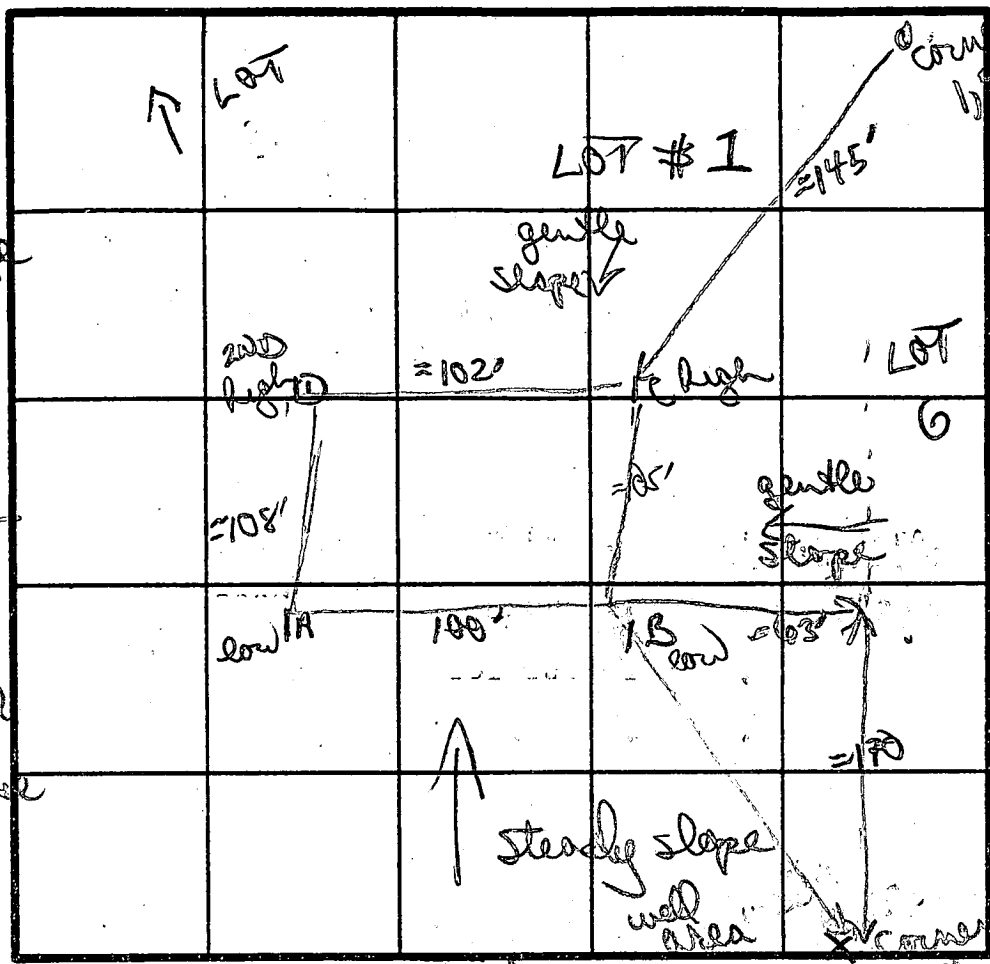 LOT
LOT # 1
≈145'
gentle
slope
2ND
high
D
≈102'
C high
LOT
6
gentle
slope
≈108'
low A
100'
B
low
≈170
steady slope
well
area
X corner